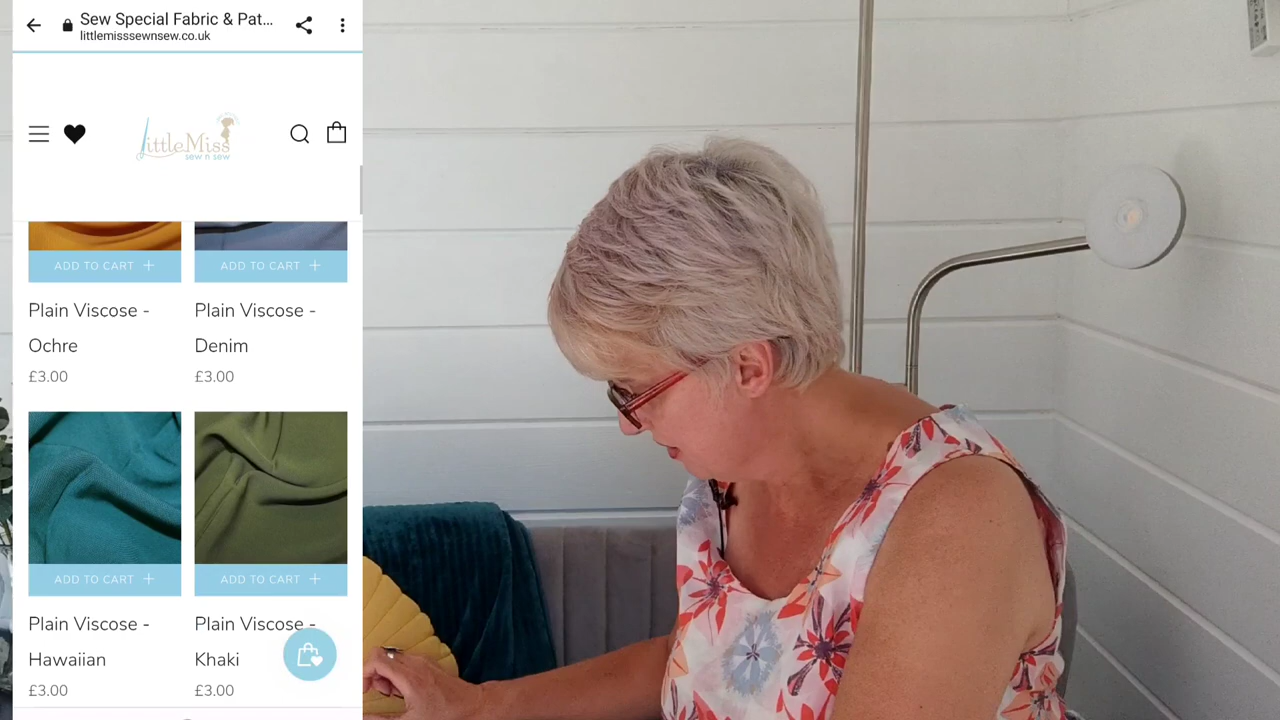 Sew Special Fabric & Pat...
littlemisssewnsew.co.uk
LittleMiss
sew n sew
ADD TO CART +
ADD TO CART +
Plain Viscose -
Ochre
£3.00
Plain Viscose -
Denim
£3.00
ADD TO CART +
ADD TO CART +
Plain Viscose -
Hawaiian
£3.00
Plain Viscose -
Khaki
£3.00